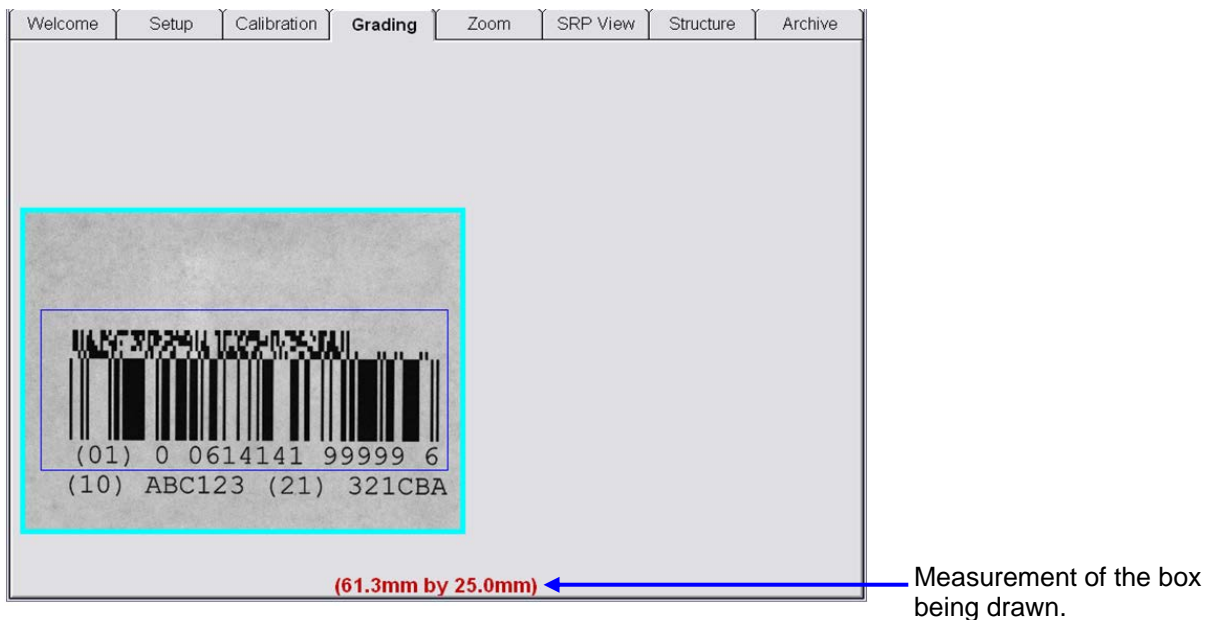 Welcome Setup Calibration Grading Zoom SRP View Structure Archive
(01) 0 0614141 99999 6
(10) ABC123 (21) 321CBA
(61.3mm by 25.0mm)
Measurement of the box
being drawn.